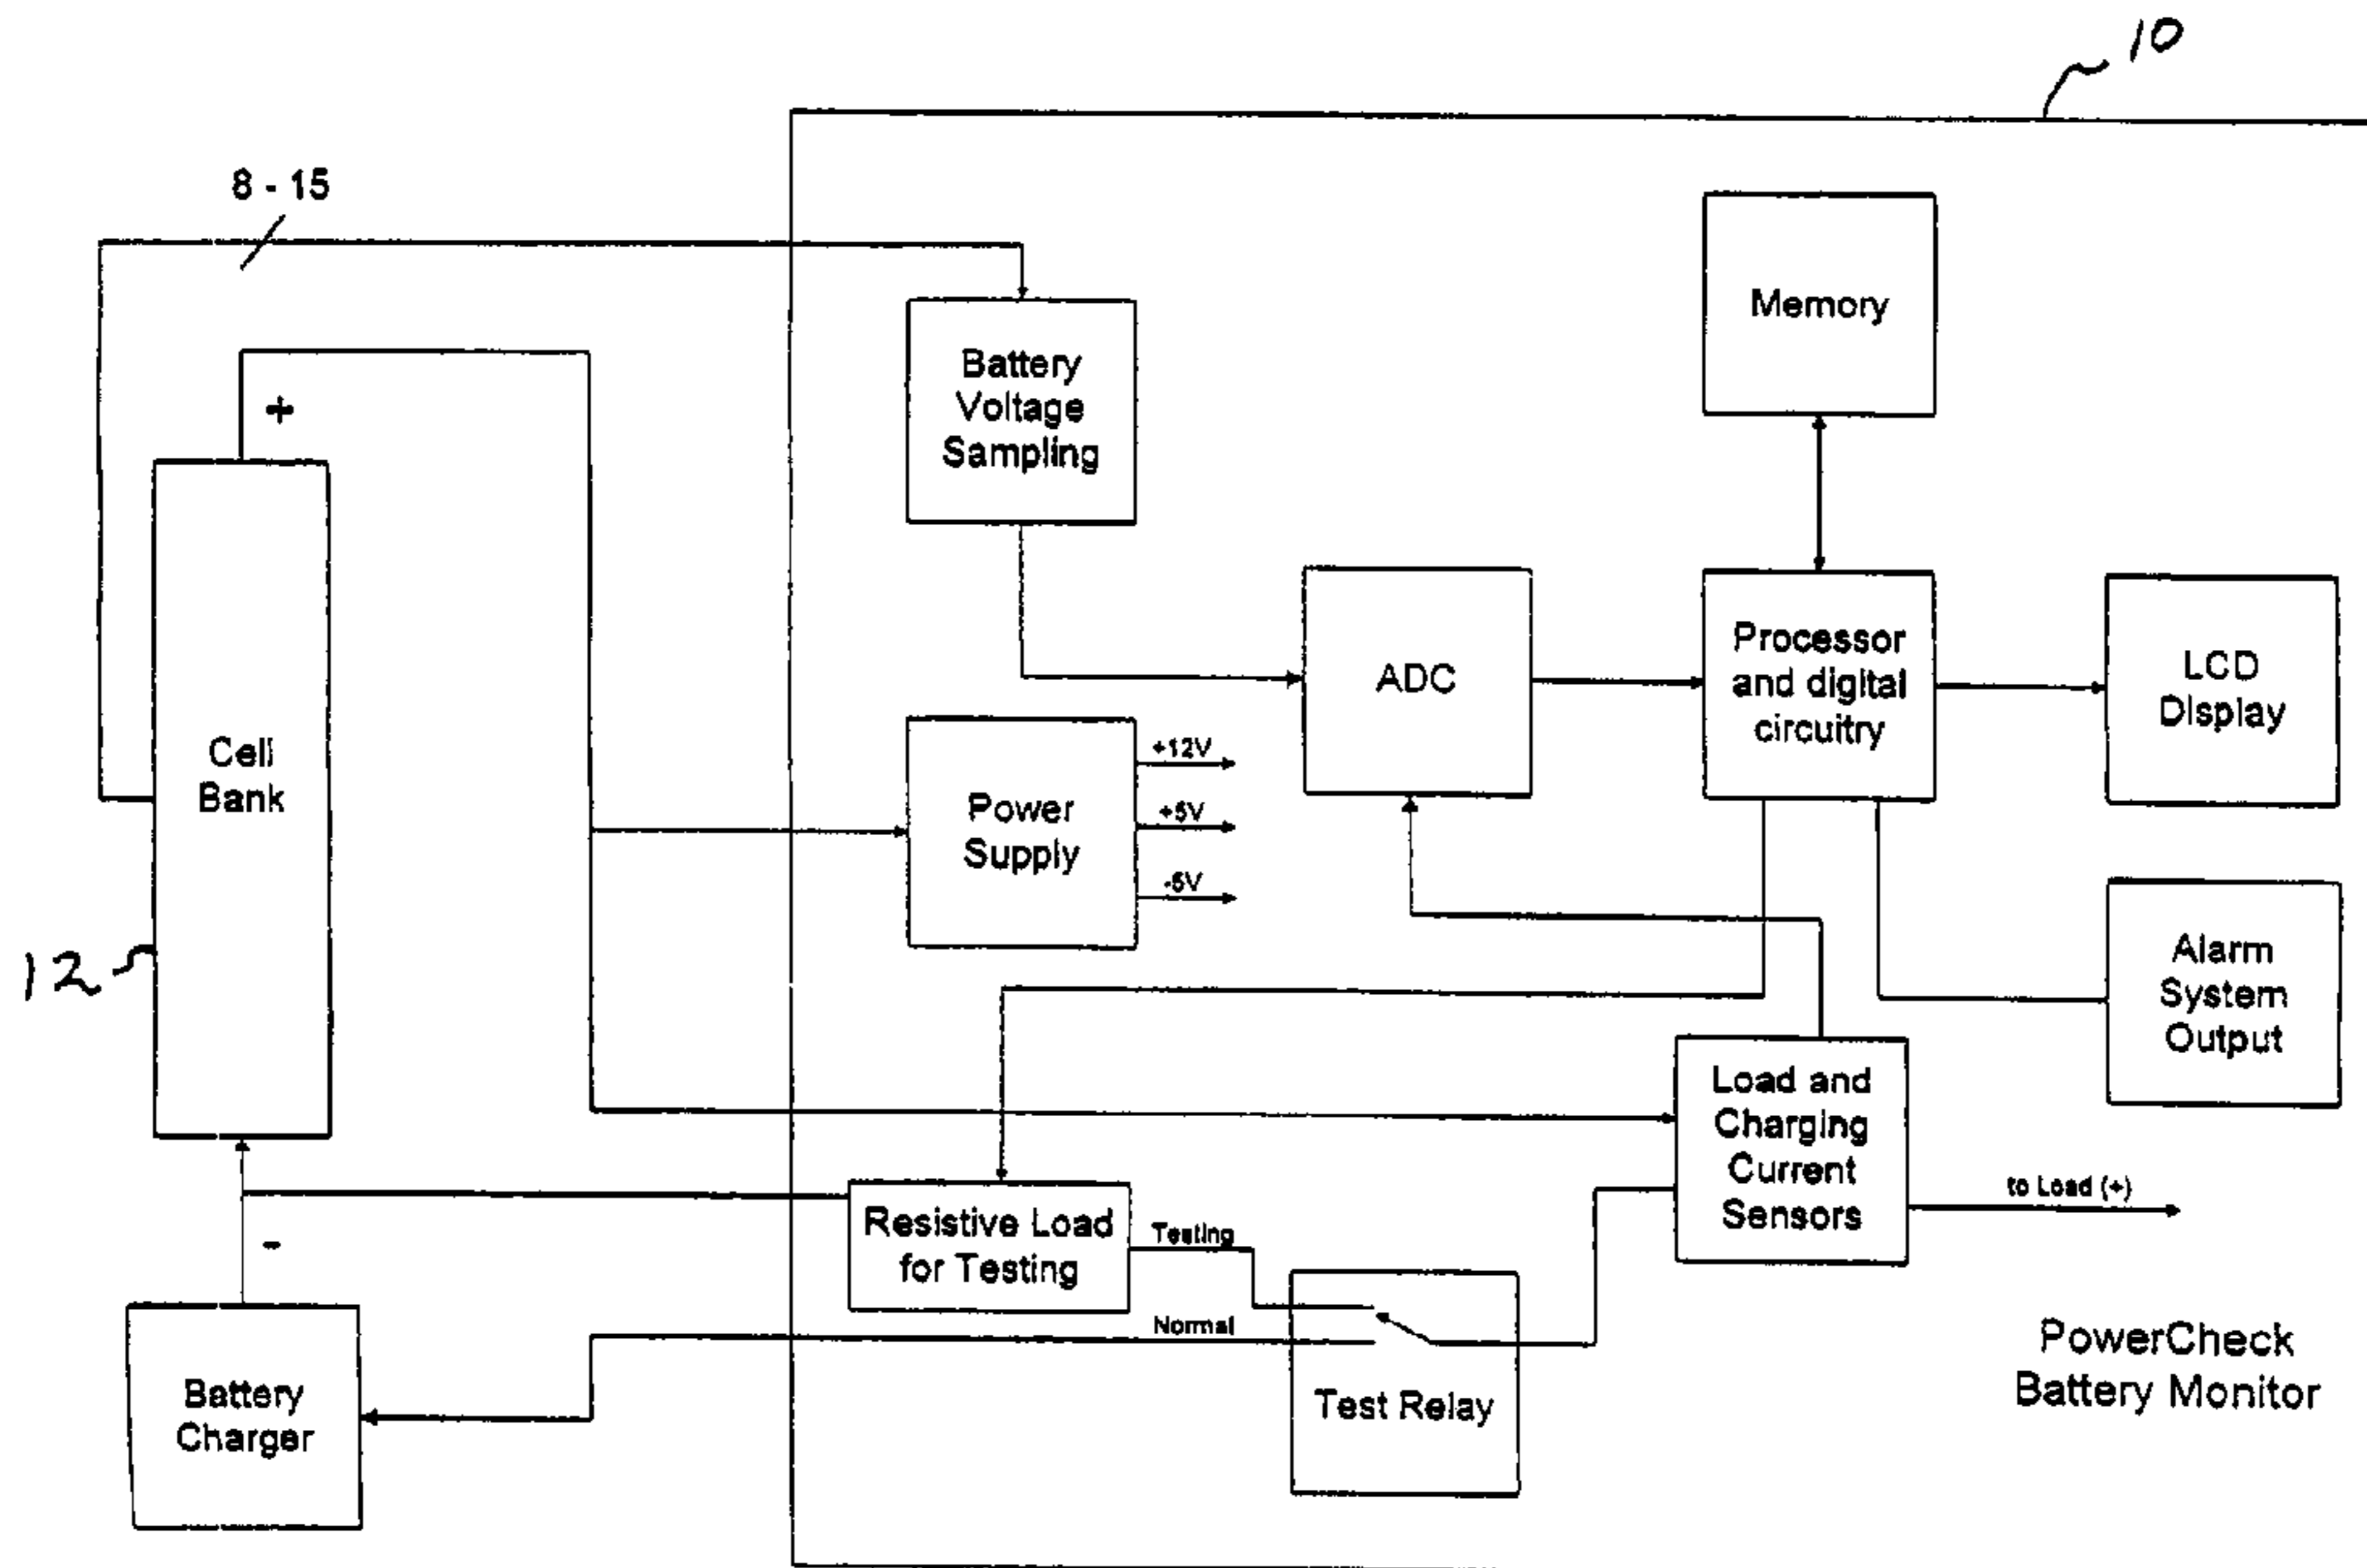 10
8 - 15
Memory
Battery
Voltage
Sampling
+
Processor
and digital
circuitry
LCD
Display
ADC
Cell
Bank
+12V
+5V
-5V
Power
Supply
12
Alarm
System
Output
Load and
Charging
Current
Sensors
to Load (+)
Resistive Load
for Testing
Testing
-
Normal
Test Relay
Battery
Charger
PowerCheck
Battery Monitor